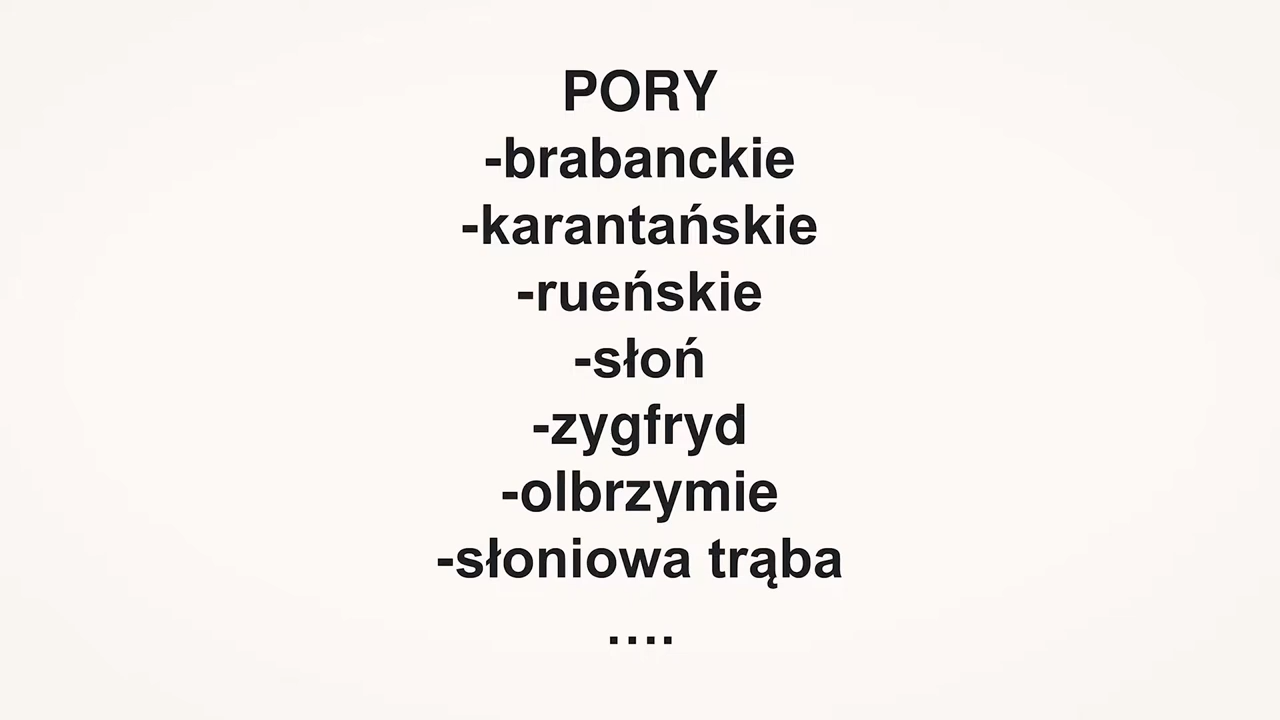 PORY
-brabanckie
-karantańskie
-rueńskie
-słoń
-zygfryd
-olbrzymie
-słoniowa trąba
....